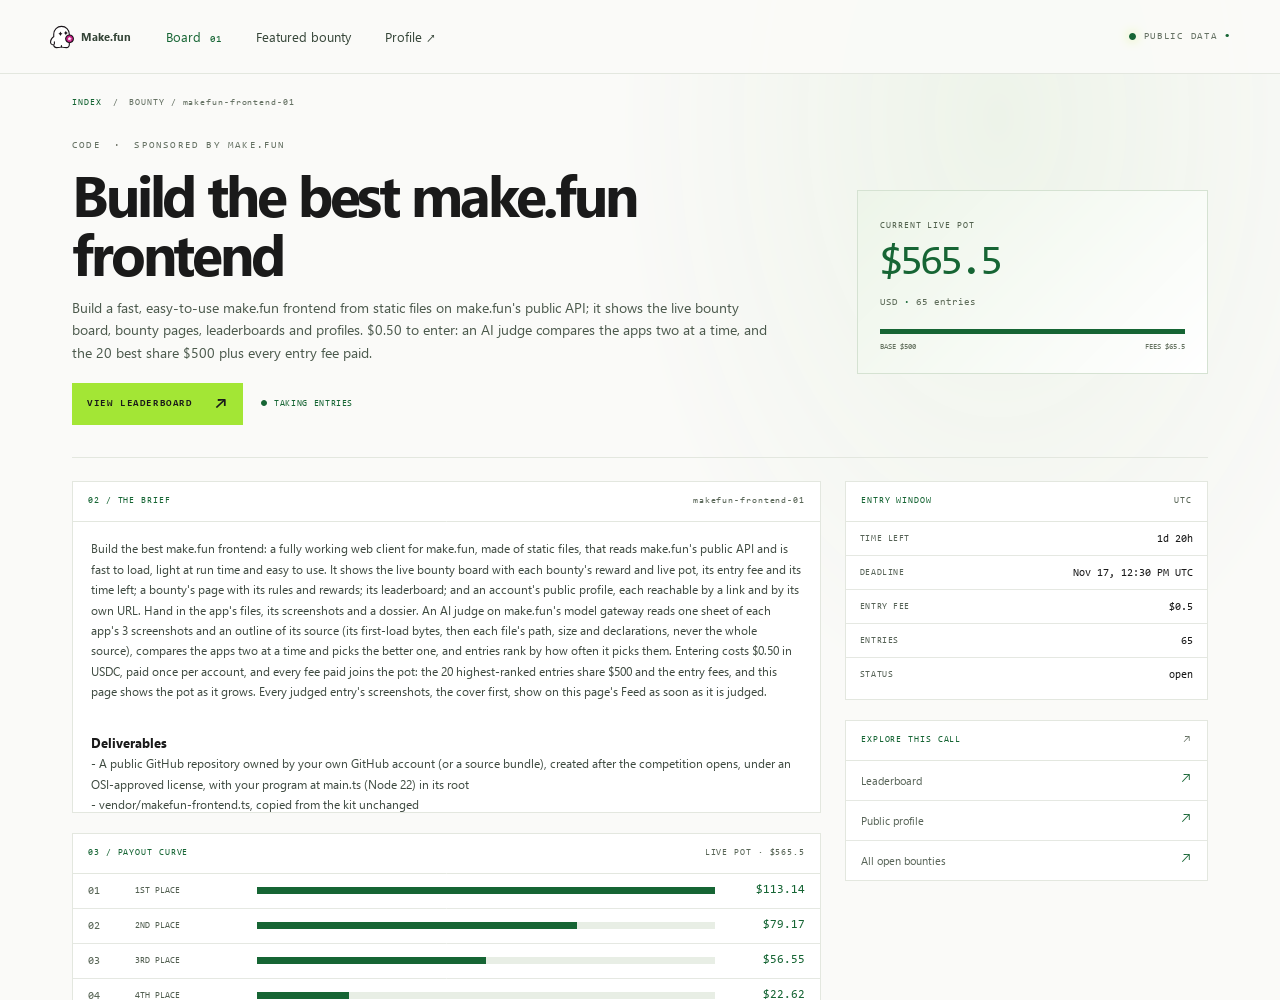 Make.fun
Board 01
Featured bounty
Profile ↗
PUBLIC DATA
INDEX / BOUNTY / makefun-frontend-01
CODE · SPONSORED BY MAKE.FUN
Build the best make.fun
frontend
Build a fast, easy-to-use make.fun frontend from static files on make.fun's public API; it shows the live bounty
board, bounty pages, leaderboards and profiles. $0.50 to enter: an AI judge compares the apps two at a time, and
the 20 best share $500 plus every entry fee paid.
VIEW LEADERBOARD
TAKING ENTRIES
CURRENT LIVE POT
$565.5
USD · 65 entries
BASE $500
FEES $65.5
02 / THE BRIEF
makefun-frontend-01
Build the best make.fun frontend: a fully working web client for make.fun, made of static files, that reads make.fun's public API and is
fast to load, light at run time and easy to use. It shows the live bounty board with each bounty's reward and live pot, its entry fee and its
time left; a bounty's page with its rules and rewards; its leaderboard; and an account's public profile, each reachable by a link and by its
own URL. Hand in the app's files, its screenshots and a dossier. An AI judge on make.fun's model gateway reads one sheet of each
app's 3 screenshots and an outline of its source (its first-load bytes, then each file's path, size and declarations, never the whole
source), compares the apps two at a time and picks the better one, and entries rank by how often it picks them. Entering costs $0.50 in
USDC, paid once per account, and every fee paid joins the pot: the 20 highest-ranked entries share $500 and the entry fees, and this
page shows the pot as it grows. Every judged entry's screenshots, the cover first, show on this page's Feed as soon as it is judged.
Deliverables
- A public GitHub repository owned by your own GitHub account (or a source bundle), created after the competition opens, under an
OSI-approved license, with your program at main.ts (Node 22) in its root
- vendor/makefun-frontend.ts, copied from the kit unchanged
03 / PAYOUT CURVE
LIVE POT · $565.5
01 1ST PLACE $113.14
02 2ND PLACE $79.17
03 3RD PLACE $56.55
04 4TH PLACE $22.62
ENTRY WINDOW
UTC
TIME LEFT 1d 20h
DEADLINE Nov 17, 12:30 PM UTC
ENTRY FEE $0.5
ENTRIES 65
STATUS open
EXPLORE THIS CALL ↗
Leaderboard ↗
Public profile ↗
All open bounties ↗